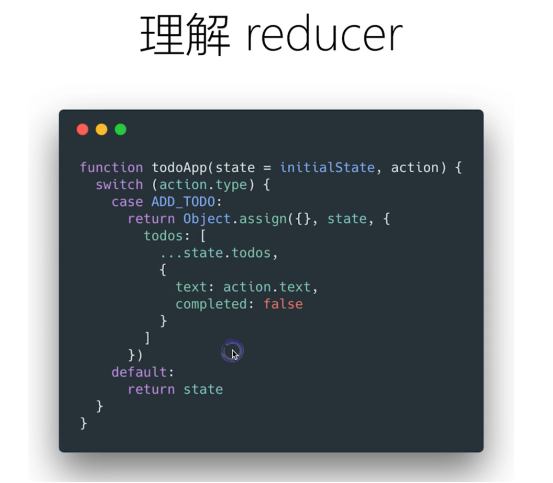 理解 reducer
function todoApp(state = initialState, action) {
  switch (action.type) {
    case ADD_TODO:
      return Object.assign({}, state, {
        todos: [
          ...state.todos,
          {
            text: action.text,
            completed: false
          }
        ]
      })
    default:
      return state
  }
}